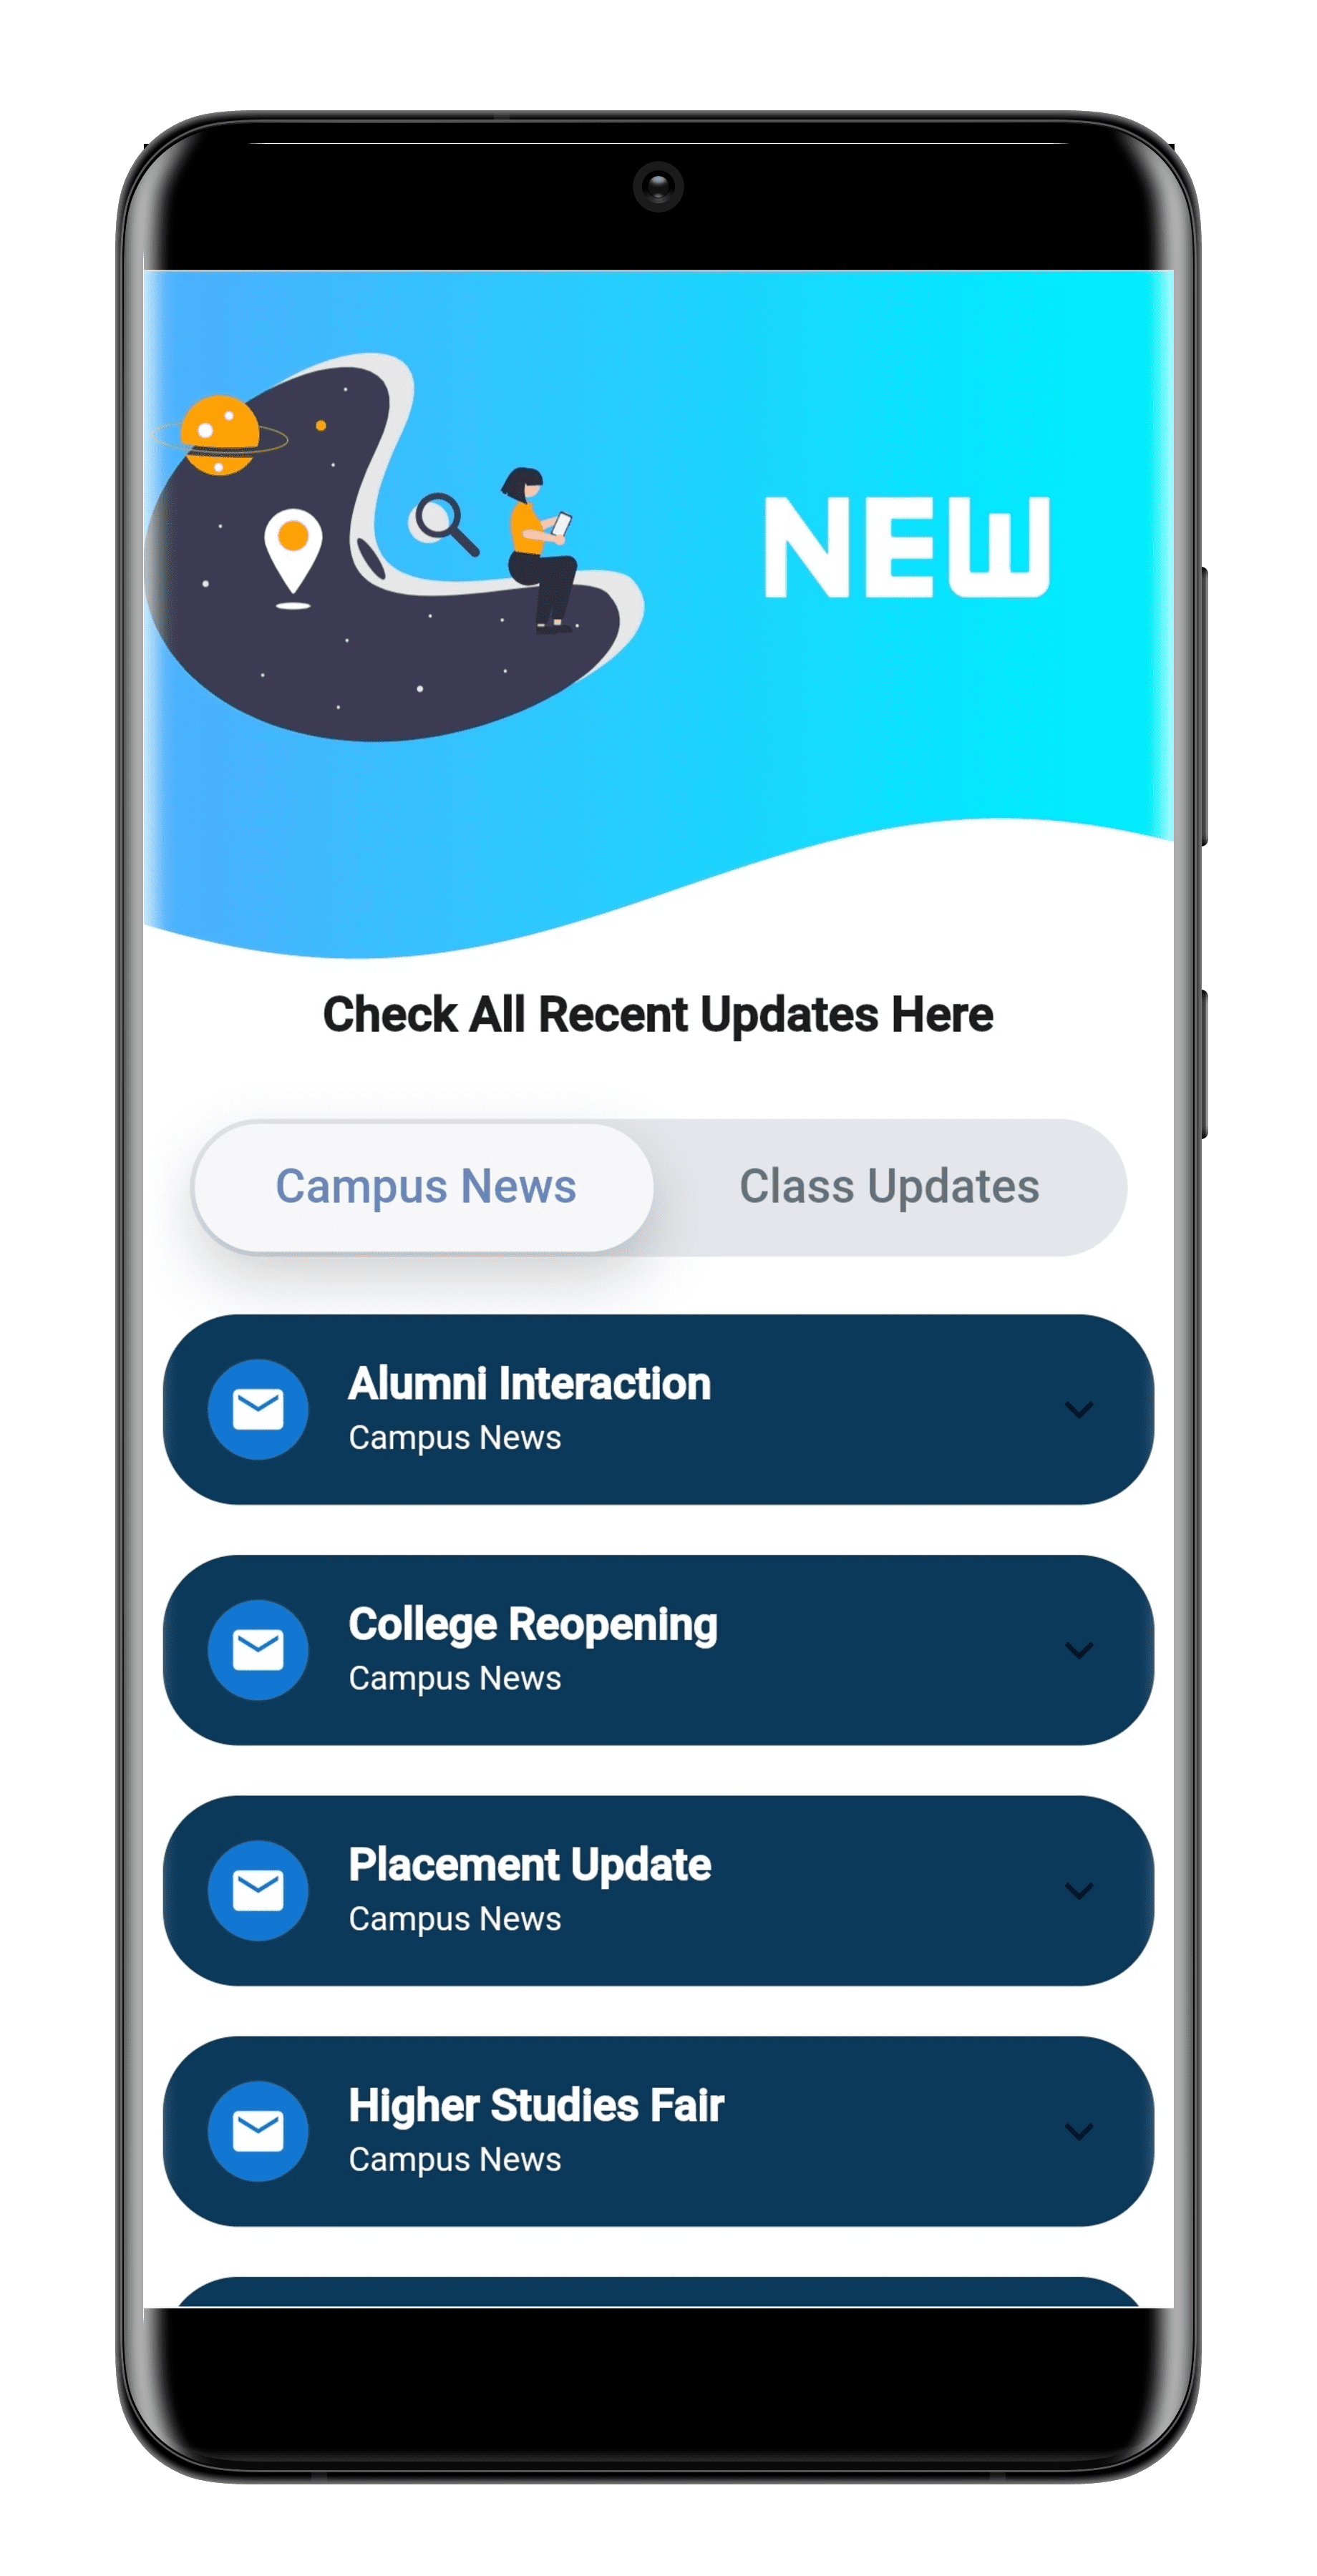 NEW
Check All Recent Updates Here
Campus News
Class Updates
Alumni Interaction
Campus News
College Reopening
Campus News
Placement Update
Campus News
Higher Studies Fair
Campus News